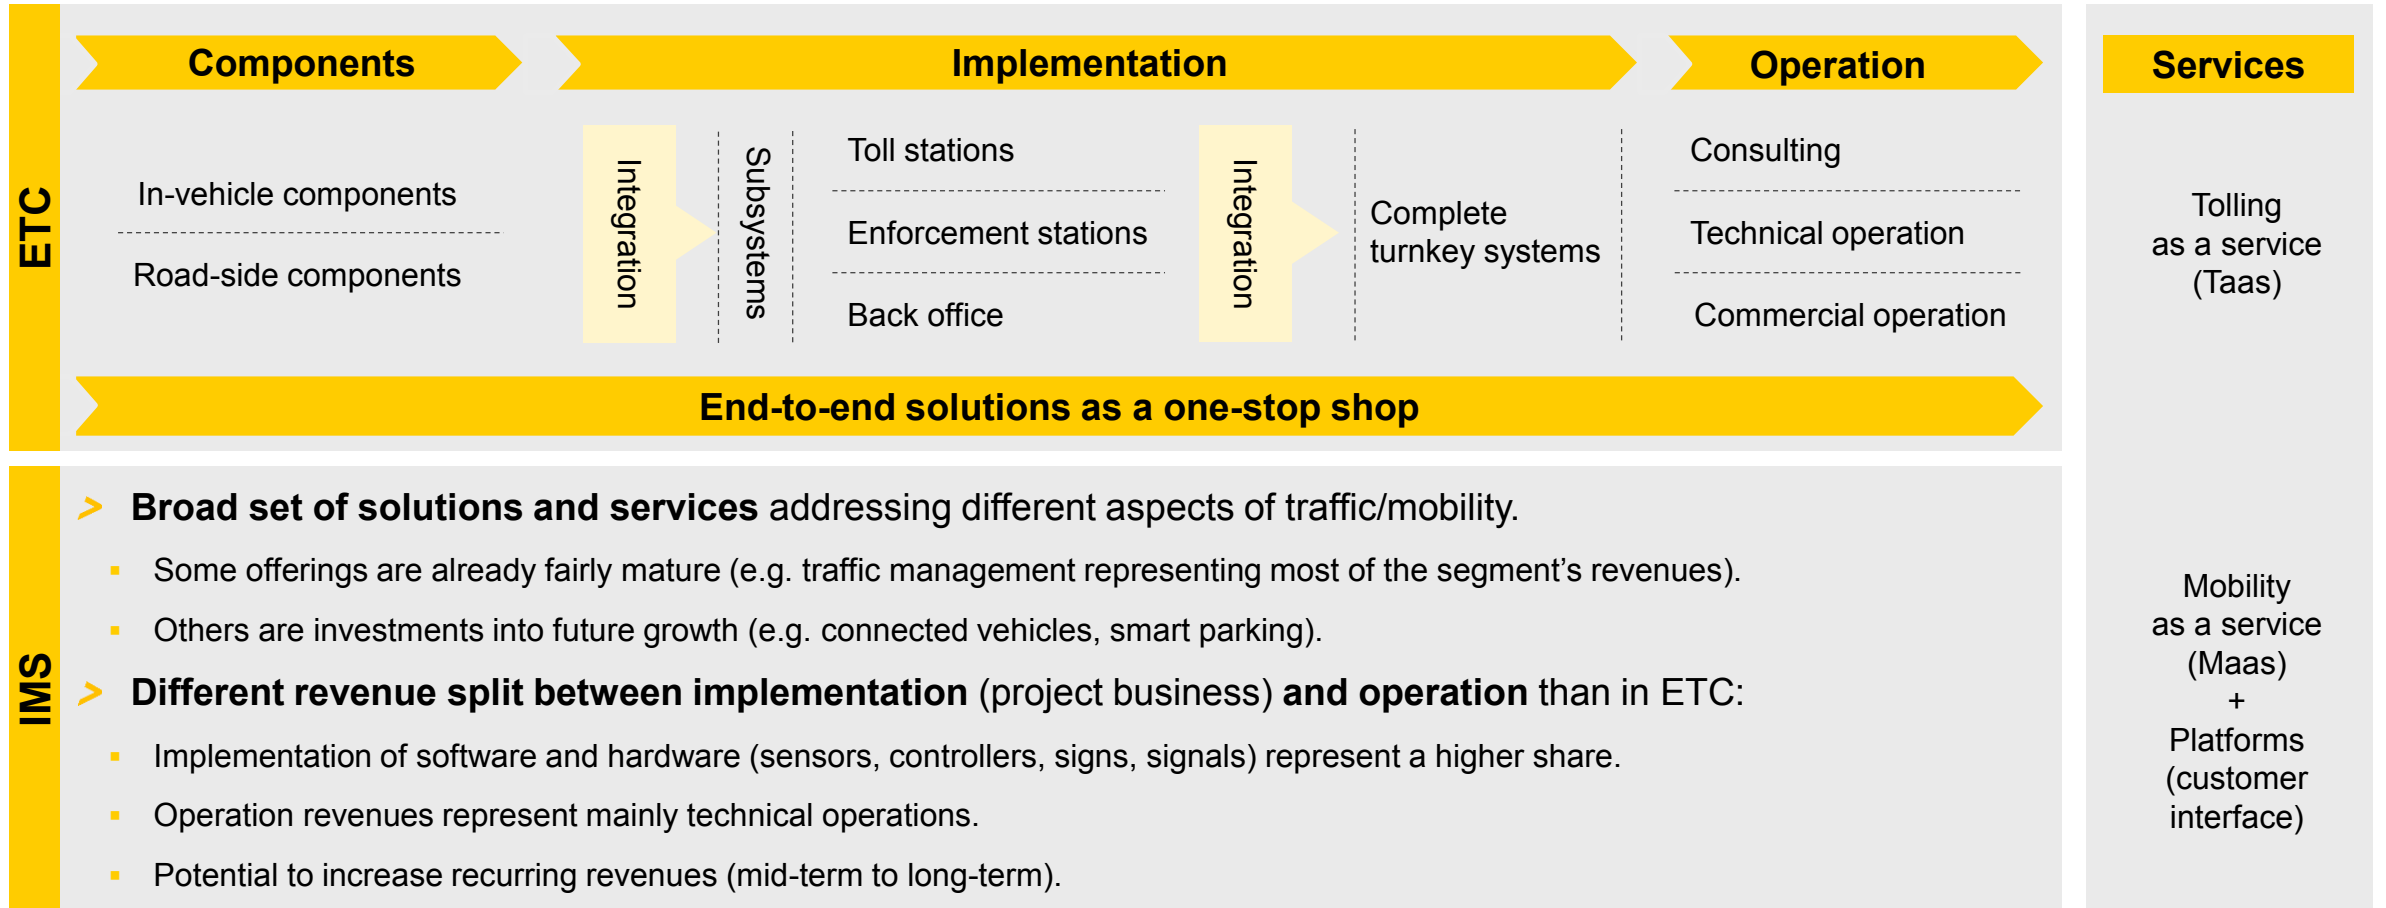 Components
Implementation
Operation
Services
ETC
In-vehicle components
Road-side components
Integration
Subsystems
Toll stations
Enforcement stations
Back office
Integration
Complete
turnkey systems
Consulting
Technical operation
Commercial operation
Tolling
as a service
(Taas)
End-to-end solutions as a one-stop shop
IMS
> Broad set of solutions and services addressing different aspects of traffic/mobility.
▪ Some offerings are already fairly mature (e.g. traffic management representing most of the segment’s revenues).
▪ Others are investments into future growth (e.g. connected vehicles, smart parking).
> Different revenue split between implementation (project business) and operation than in ETC:
▪ Implementation of software and hardware (sensors, controllers, signs, signals) represent a higher share.
▪ Operation revenues represent mainly technical operations.
▪ Potential to increase recurring revenues (mid-term to long-term).
Mobility
as a service
(Maas)
+
Platforms
(customer
interface)